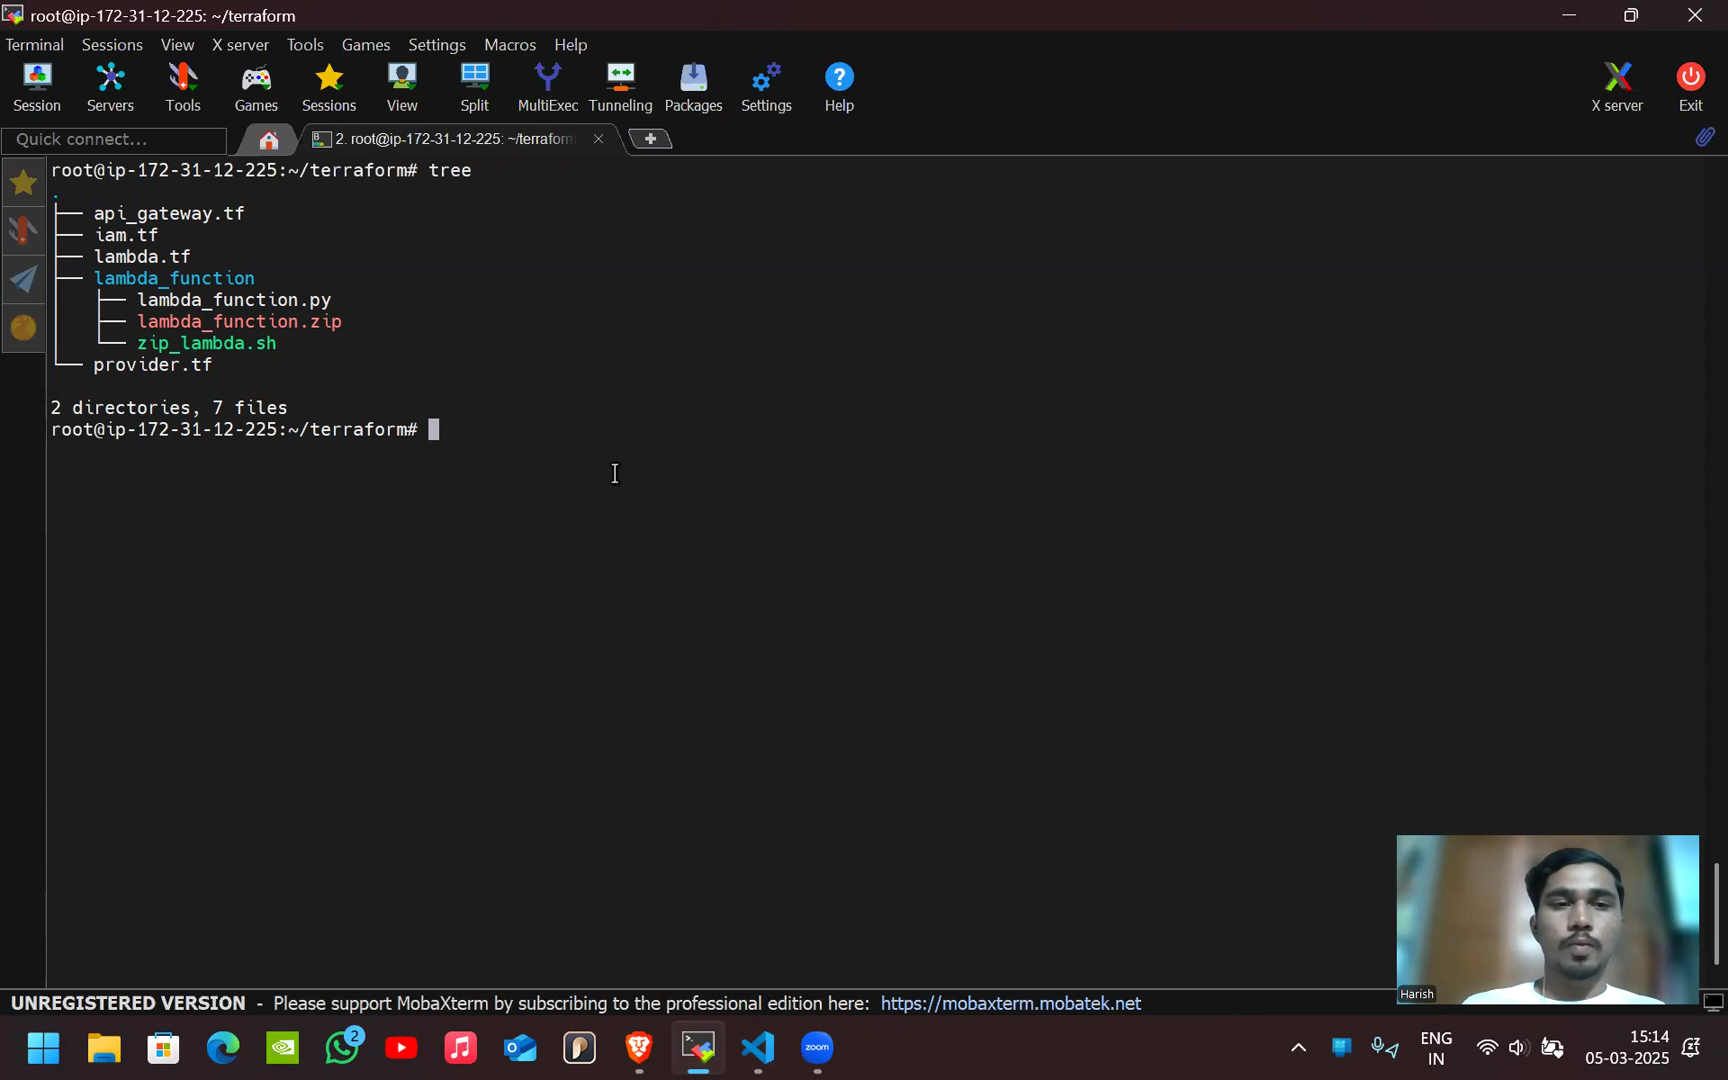 root@ip-172-31-12-225: ~/terraform
Terminal Sessions View X server Tools Games Settings Macros Help
Session Servers Tools Games Sessions View Split MultiExec Tunneling Packages Settings Help X server Exit
Quick connect... 2. root@ip-172-31-12-225: ~/terraform
root@ip-172-31-12-225:~/terraform# tree
.
├── api_gateway.tf
├── iam.tf
├── lambda.tf
├── lambda_function
│   ├── lambda_function.py
│   ├── lambda_function.zip
│   └── zip_lambda.sh
└── provider.tf
2 directories, 7 files
root@ip-172-31-12-225:~/terraform#
Harish
UNREGISTERED VERSION - Please support MobaXterm by subscribing to the professional edition here: https://mobaxterm.mobatek.net
2 zoom ENG 15:14
IN 05-03-2025